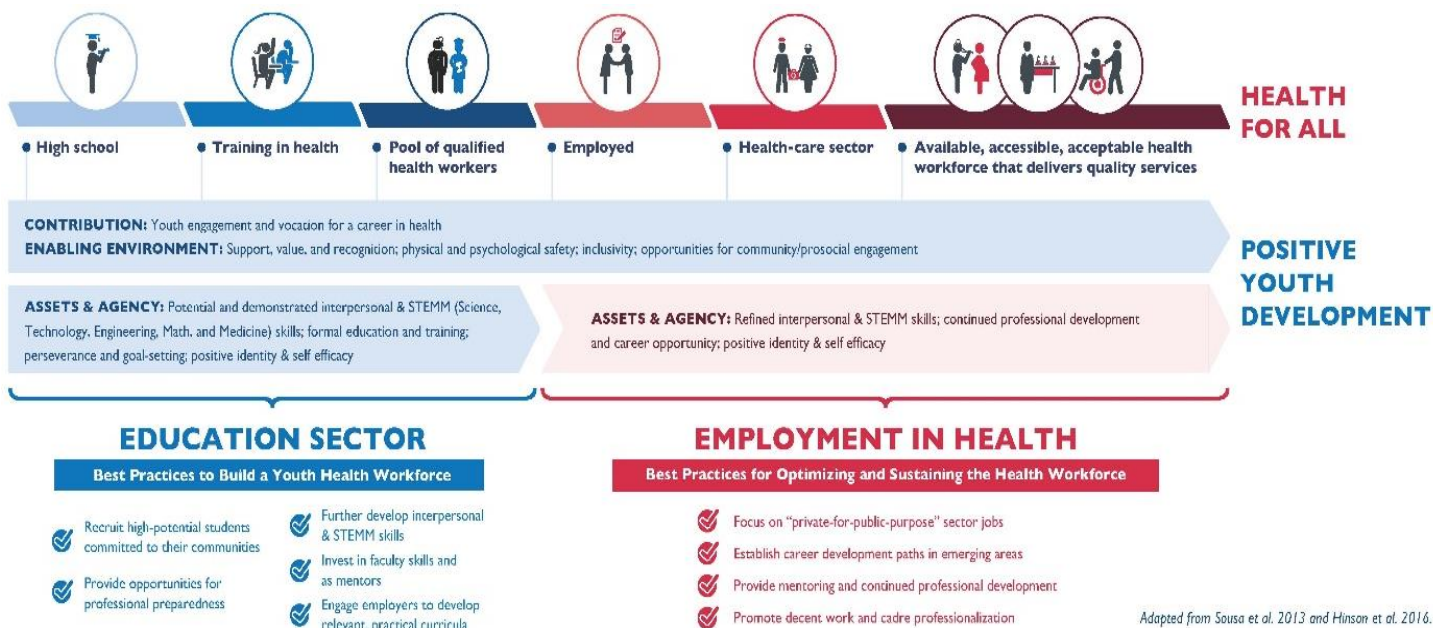 HEALTH
FOR ALL
High school
Training in health
Pool of qualified
health workers
Employed
Health-care sector
Available, accessible, acceptable health
workforce that delivers quality services
CONTRIBUTION: Youth engagement and vocation for a career in health
ENABLING ENVIRONMENT: Support, value, and recognition; physical and psychological safety; inclusivity; opportunities for community/prosocial engagement
POSITIVE
YOUTH
DEVELOPMENT
ASSETS & AGENCY: Potential and demonstrated interpersonal & STEMM (Science,
Technology, Engineering, Math, and Medicine) skills; formal education and training;
perseverance and goal-setting; positive identity & self efficacy
ASSETS & AGENCY: Refined interpersonal & STEMM skills; continued professional development
and career opportunity; positive identity & self efficacy
EDUCATION SECTOR
Best Practices to Build a Youth Health Workforce
Recruit high-potential students
committed to their communities
Provide opportunities for
professional preparedness
Further develop interpersonal
& STEMM skills
Invest in faculty skills and
as mentors
Engage employers to develop
relevant, practical curricula
EMPLOYMENT IN HEALTH
Best Practices for Optimizing and Sustaining the Health Workforce
Focus on "private-for-public-purpose" sector jobs
Establish career development paths in emerging areas
Provide mentoring and continued professional development
Promote decent work and cadre professionalization
Adapted from Sousa et al. 2013 and Hinson et al. 2016.